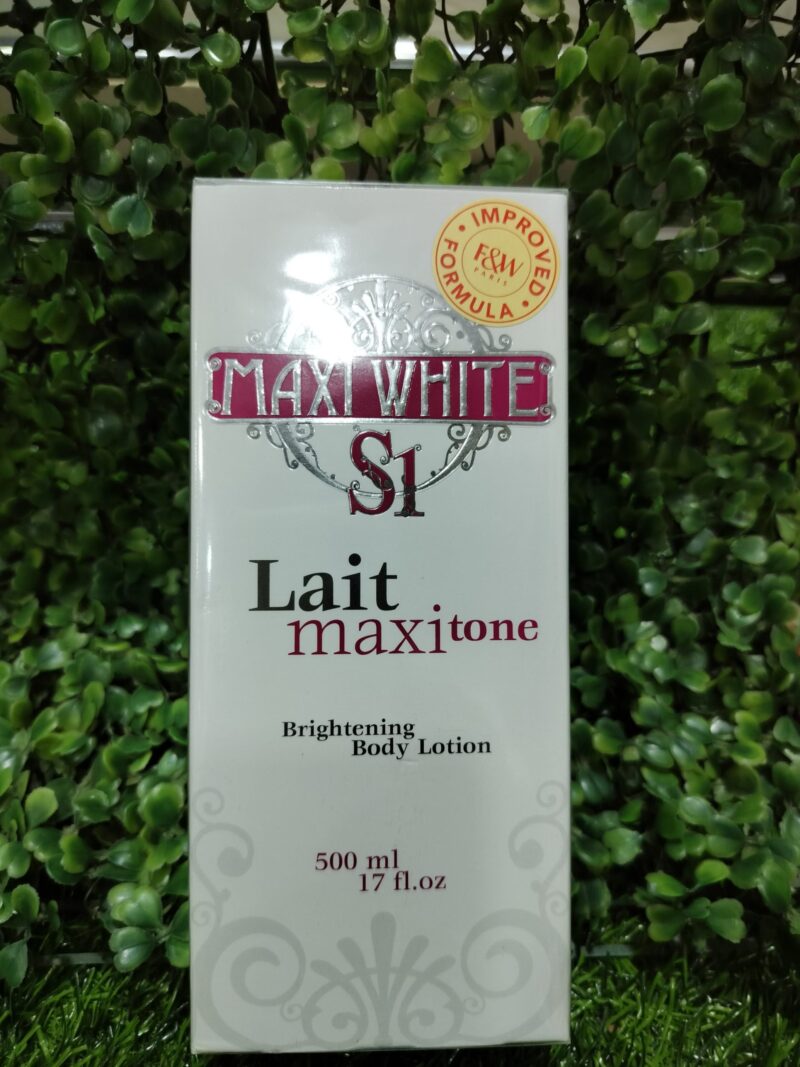 IMPROVED
F&W
PARIS
FORMULA
MAXI WHITE
S1
Lait
maxitone
Brightening
Body Lotion
500 ml
17 fl.oz